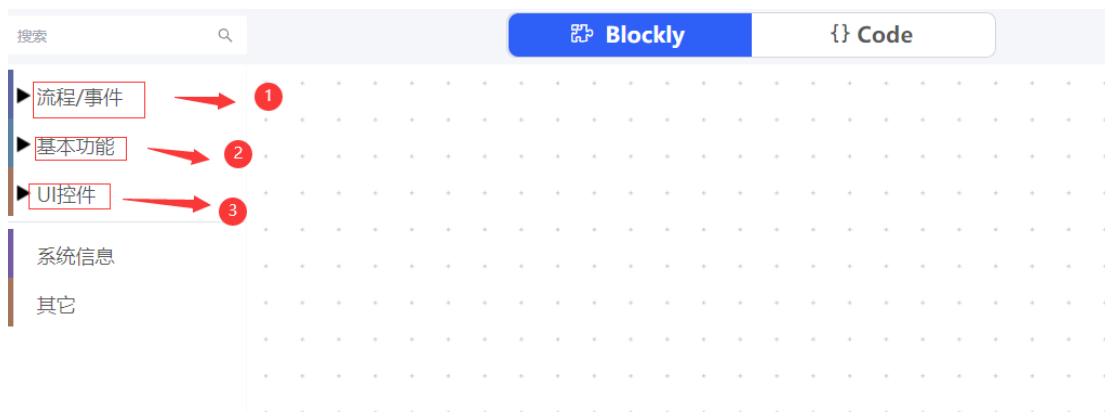 搜索
Blockly
{} Code
流程/事件
1
基本功能
2
UI控件
3
系统信息
其它